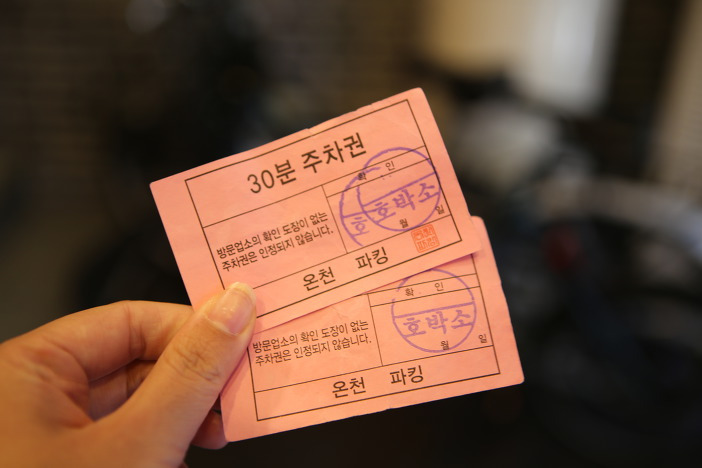 30분 주차권
확 인
호박소
호
월 일
방문업소의 확인 도장이 없는
주차권은 인정되지 않습니다.
온천 파킹
확 인
호박소
월 일
방문업소의 확인 도장이 없는
주차권은 인정되지 않습니다.
온천 파킹